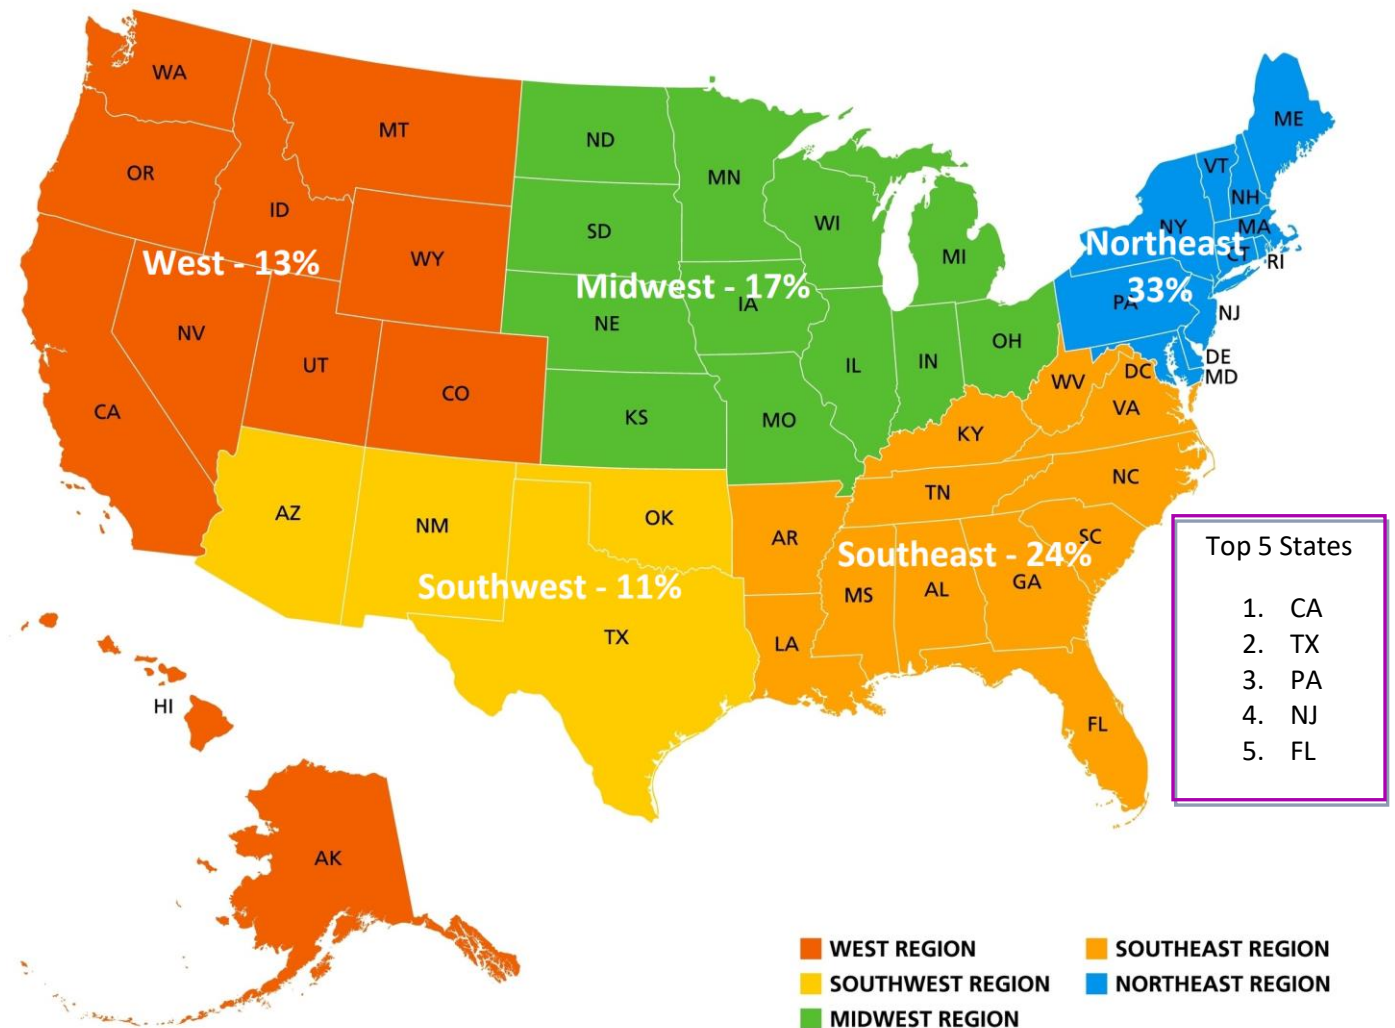 WA
MT
ME
ND
OR
MN
VT
ID
NH
SD
WI
NY
MA
WY
MI
Northeast
CT
RI
West - 13%
Midwest - 17%
33%
IA
PA
NV
NE
NJ
OH
UT
IL
IN
DE
CO
WV
DC
MD
CA
KS
MO
VA
KY
TN
NC
AZ
NM
OK
AR
SC
Southeast - 24%
Southwest - 11%
MS
AL
GA
TX
LA
HI
FL
AK
Top 5 States
1. CA
2. TX
3. PA
4. NJ
5. FL
WEST REGION
SOUTHWEST REGION
MIDWEST REGION
SOUTHEAST REGION
NORTHEAST REGION